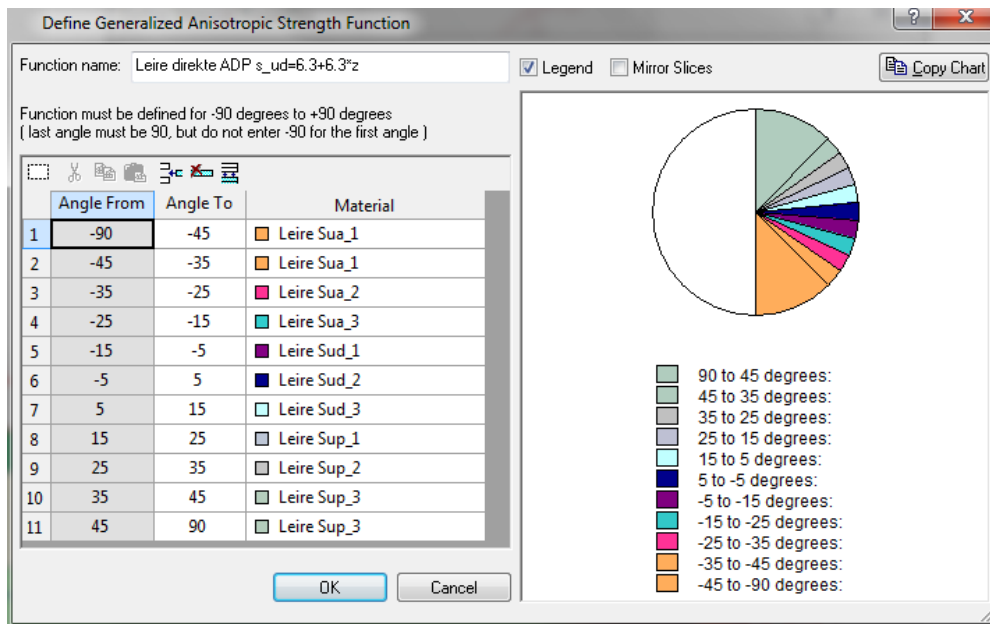 Define Generalized Anisotropic Strength Function
?
X
Function name: Leire direkte ADP s_ud=6.3+6.3*z
Legend Mirror Slices Copy Chart
Function must be defined for -90 degrees to +90 degrees
( last angle must be 90, but do not enter -90 for the first angle )
Angle From Angle To Material
1 -90 -45 Leire Sua_1
2 -45 -35 Leire Sua_1
3 -35 -25 Leire Sua_2
4 -25 -15 Leire Sua_3
5 -15 -5 Leire Sud_1
6 -5 5 Leire Sud_2
7 5 15 Leire Sud_3
8 15 25 Leire Sup_1
9 25 35 Leire Sup_2
10 35 45 Leire Sup_3
11 45 90 Leire Sup_3
OK Cancel
90 to 45 degrees:
45 to 35 degrees:
35 to 25 degrees:
25 to 15 degrees:
15 to 5 degrees:
5 to -5 degrees:
-5 to -15 degrees:
-15 to -25 degrees:
-25 to -35 degrees:
-35 to -45 degrees:
-45 to -90 degrees: